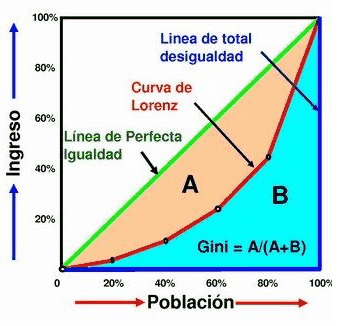 100%
80%
60%
40%
20%
0
20%
40%
60%
80%
100%
Ingreso
Población
Linea de total
desigualdad
Curva de
Lorenz
Línea de Perfecta
Igualdad
A
B
Gini = A/(A+B)